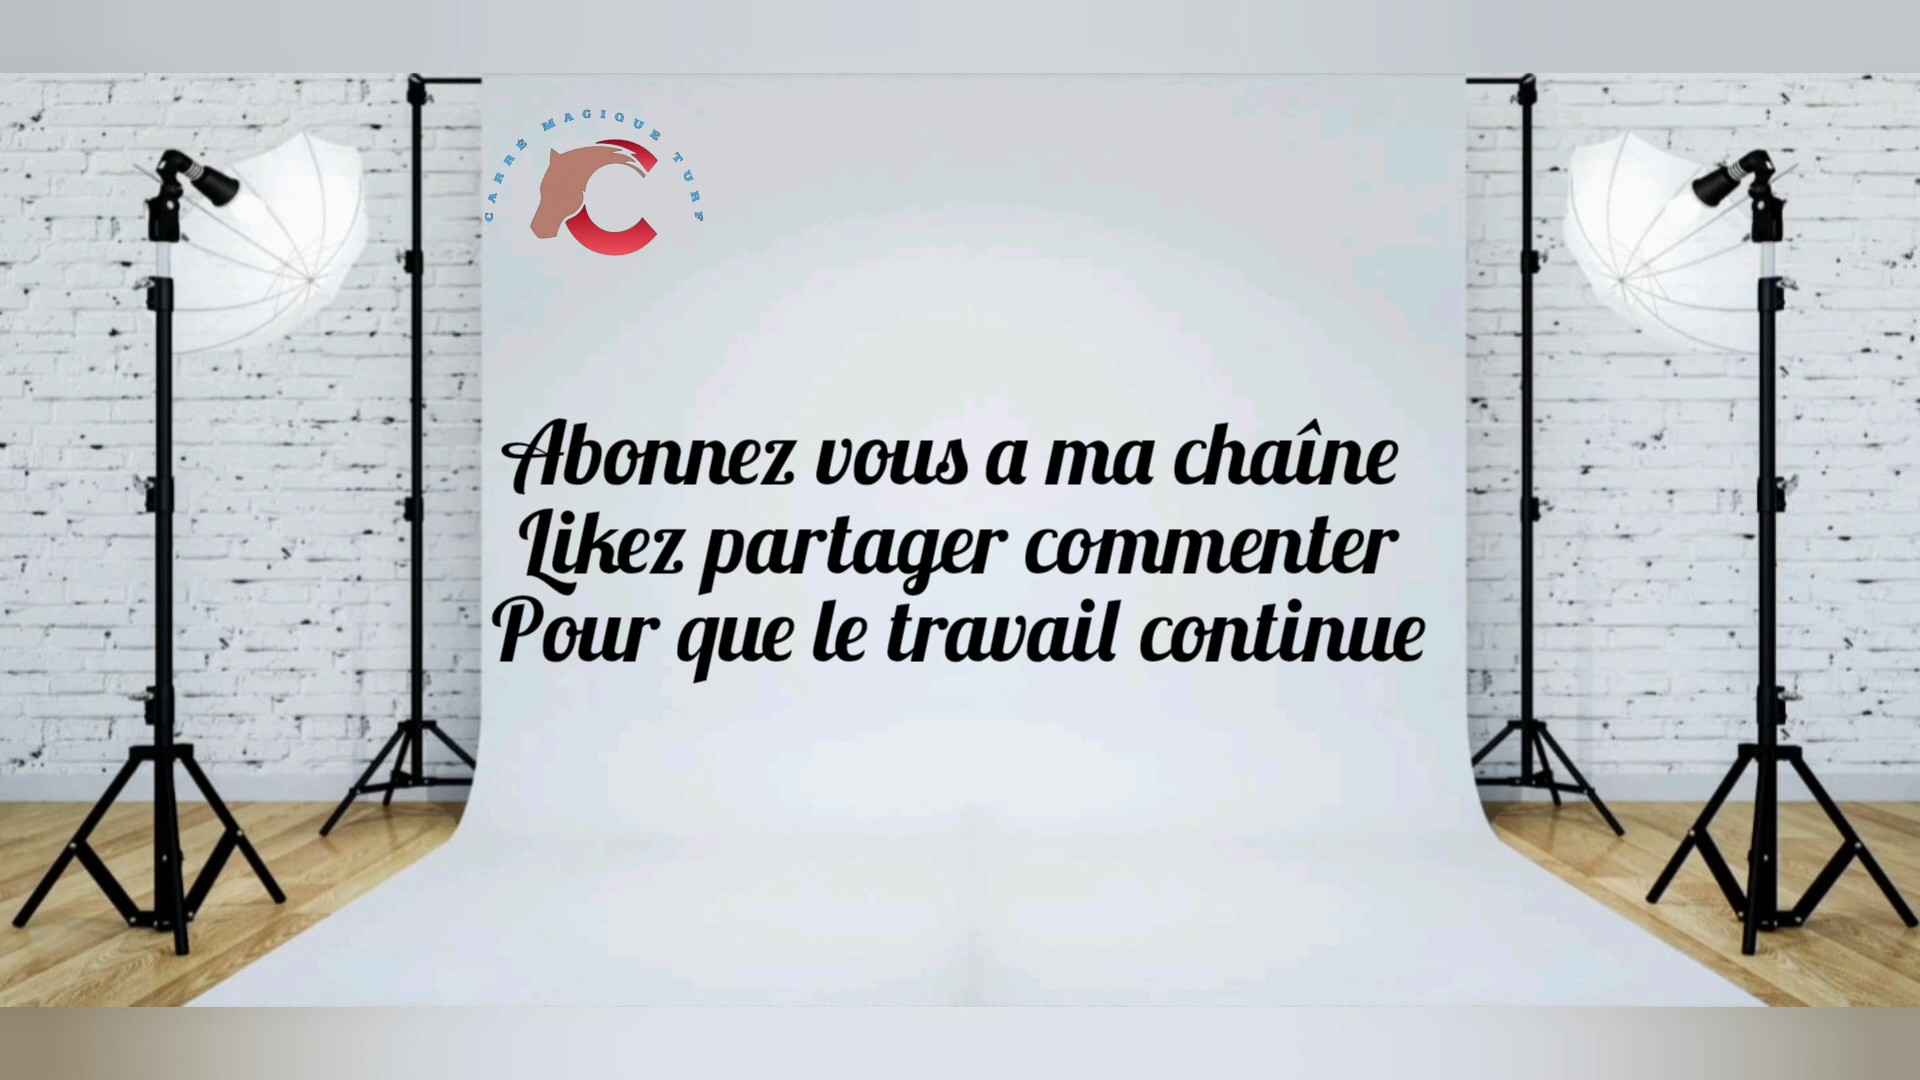 CARRÉ MAGIQUE TURF
Abonnez vous a ma chaîne
Likez partager commenter
Pour que le travail continue